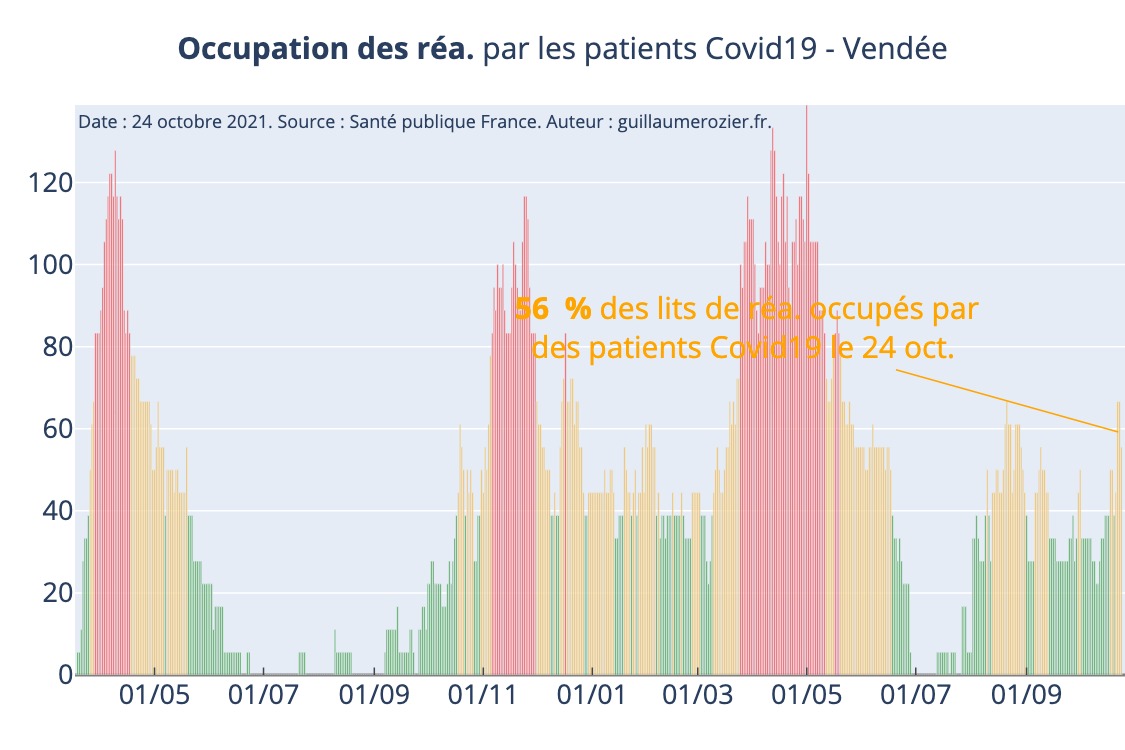 Occupation des réa. par les patients Covid19 - Vendée
Date : 24 octobre 2021. Source : Santé publique France. Auteur : guillaumerozier.fr.
120
100
56  % des lits de réa. occupés par
80
des patients Covid19 le 24 oct.
60
40
20
0
01/05 01/07 01/09 01/11 01/01 01/03 01/05 01/07 01/09